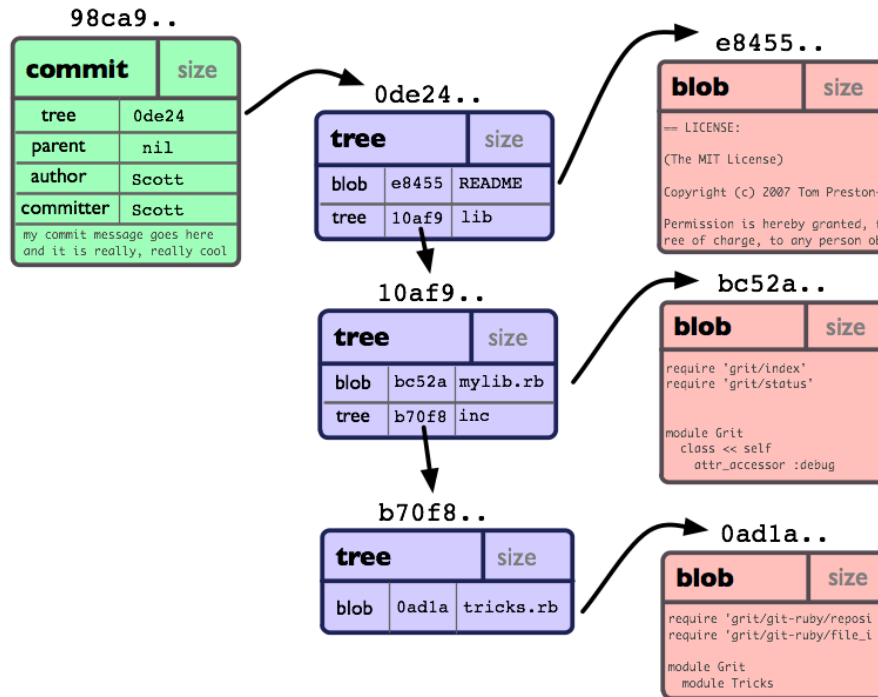 98ca9..
commit size
tree 0de24
parent nil
author Scott
committer Scott
my commit message goes here
and it is really, really cool
0de24..
tree size
blob e8455 README
tree 10af9 lib
10af9..
tree size
blob bc52a mylib.rb
tree b70f8 inc
b70f8..
tree size
blob 0ad1a tricks.rb
e8455..
blob size
== LICENSE:
(The MIT License)
Copyright (c) 2007 Tom Preston-
Permission is hereby granted, f
ree of charge, to any person ob
bc52a..
blob size
require 'grit/index'
require 'grit/status'
module Grit
class << self
attr_accessor :debug
0ad1a..
blob size
require 'grit/git-ruby/reposi
require 'grit/git-ruby/file_i
module Grit
module Tricks